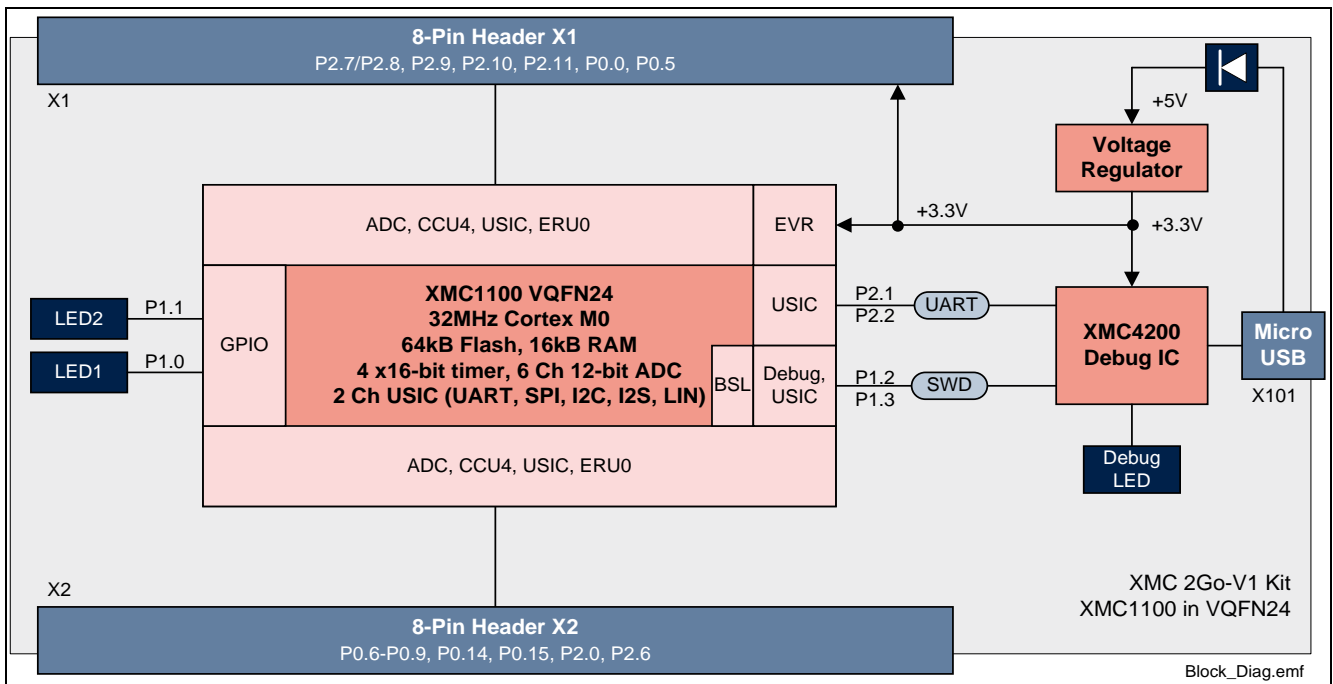 8-Pin Header X1
P2.7/P2.8, P2.9, P2.10, P2.11, P0.0, P0.5
X1
+5V
Voltage
Regulator
ADC, CCU4, USIC, ERU0
EVR
+3.3V
+3.3V
LED2
P1.1
LED1
P1.0
GPIO
XMC1100 VQFN24
32MHz Cortex M0
64kB Flash, 16kB RAM
4 x16-bit timer, 6 Ch 12-bit ADC
2 Ch USIC (UART, SPI, I2C, I2S, LIN)
USIC
BSL
Debug,
USIC
P2.1
P2.2
UART
P1.2
P1.3
SWD
XMC4200
Debug IC
Micro
USB
X101
Debug
LED
ADC, CCU4, USIC, ERU0
X2
8-Pin Header X2
P0.6-P0.9, P0.14, P0.15, P2.0, P2.6
XMC 2Go-V1 Kit
XMC1100 in VQFN24
Block_Diag.emf